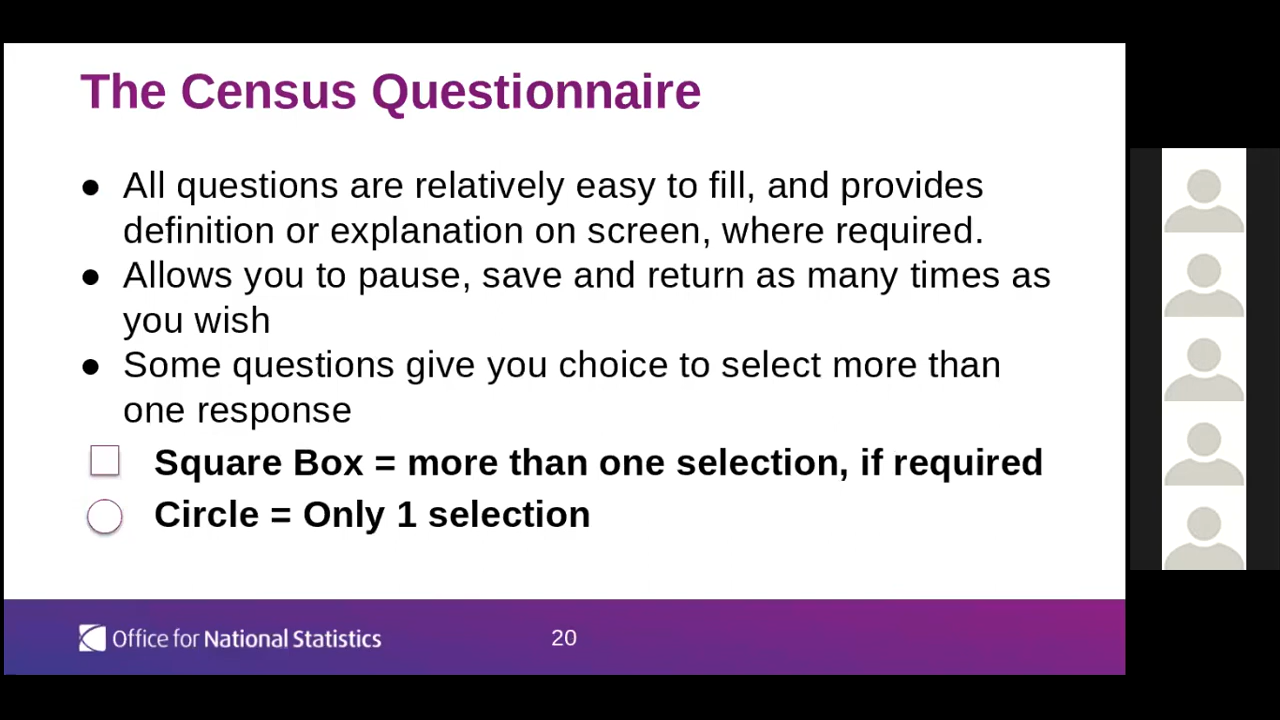 The Census Questionnaire
● All questions are relatively easy to fill, and provides
definition or explanation on screen, where required.
● Allows you to pause, save and return as many times as
you wish
● Some questions give you choice to select more than
one response
Square Box = more than one selection, if required
Circle = Only 1 selection
Office for National Statistics
20